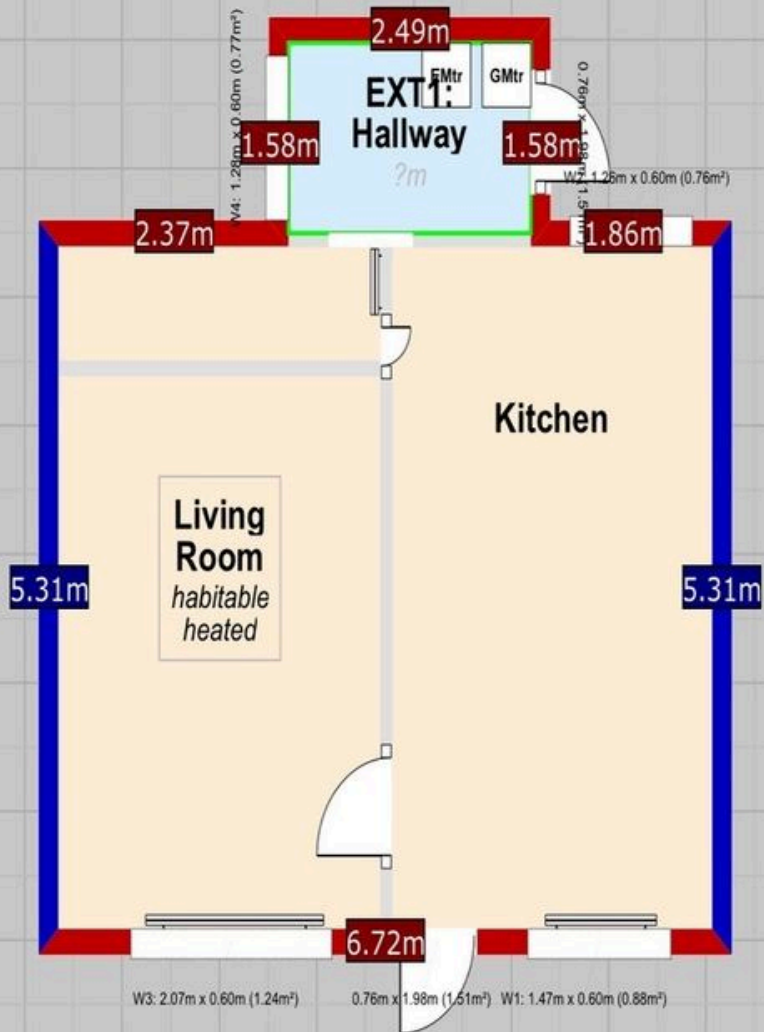 2.49m
W4: 1.28m x 0.60m (0.77m²)
EMtr
GMtr
EXT1:
Hallway
?m
1.58m
1.58m
W2: 1.26m x 0.60m (0.76m²)
2.37m
1.86m
Kitchen
Living
Room
habitable
heated
5.31m
5.31m
6.72m
W3: 2.07m x 0.60m (1.24m²)
0.76m x 1.98m (1.51m²)
W1: 1.47m x 0.60m (0.88m²)